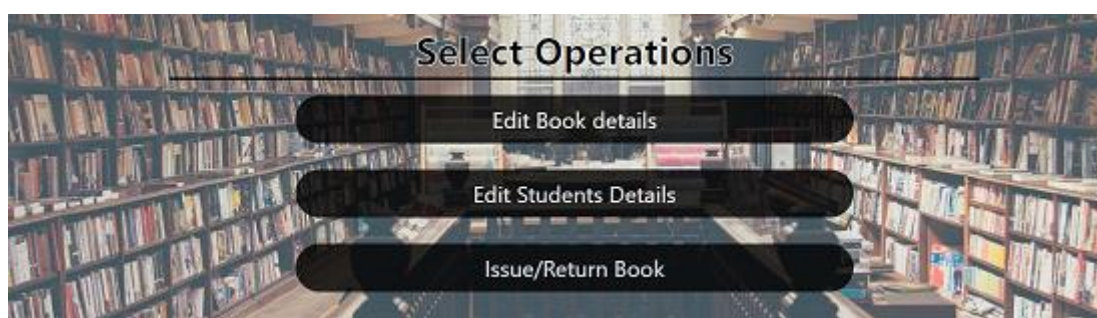 Select Operations
Edit Book details
Edit Students Details
Issue/Return Book